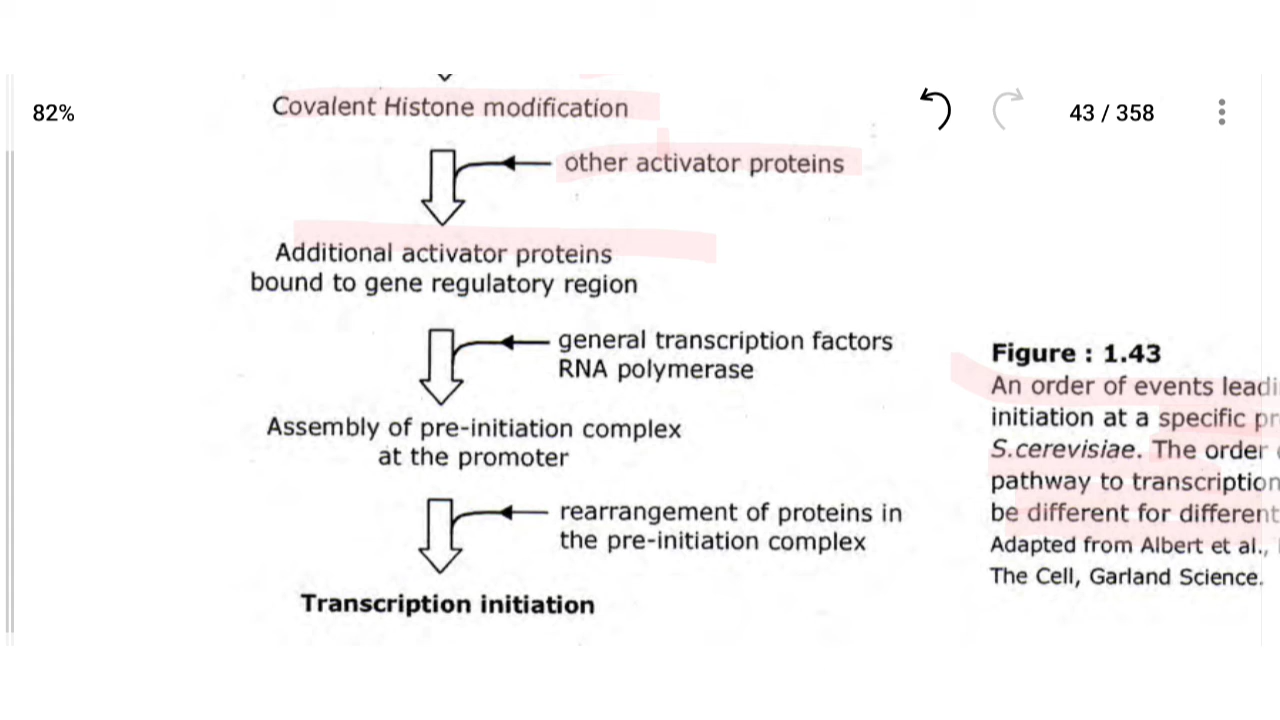 82%
43 / 358
Covalent Histone modification
other activator proteins
Additional activator proteins
bound to gene regulatory region
general transcription factors
RNA polymerase
Assembly of pre-initiation complex
at the promoter
rearrangement of proteins in
the pre-initiation complex
Transcription initiation
Figure : 1.43
An order of events leadi
initiation at a specific pr
S.cerevisiae. The order
pathway to transcription
be different for different
Adapted from Albert et al.,
The Cell, Garland Science.